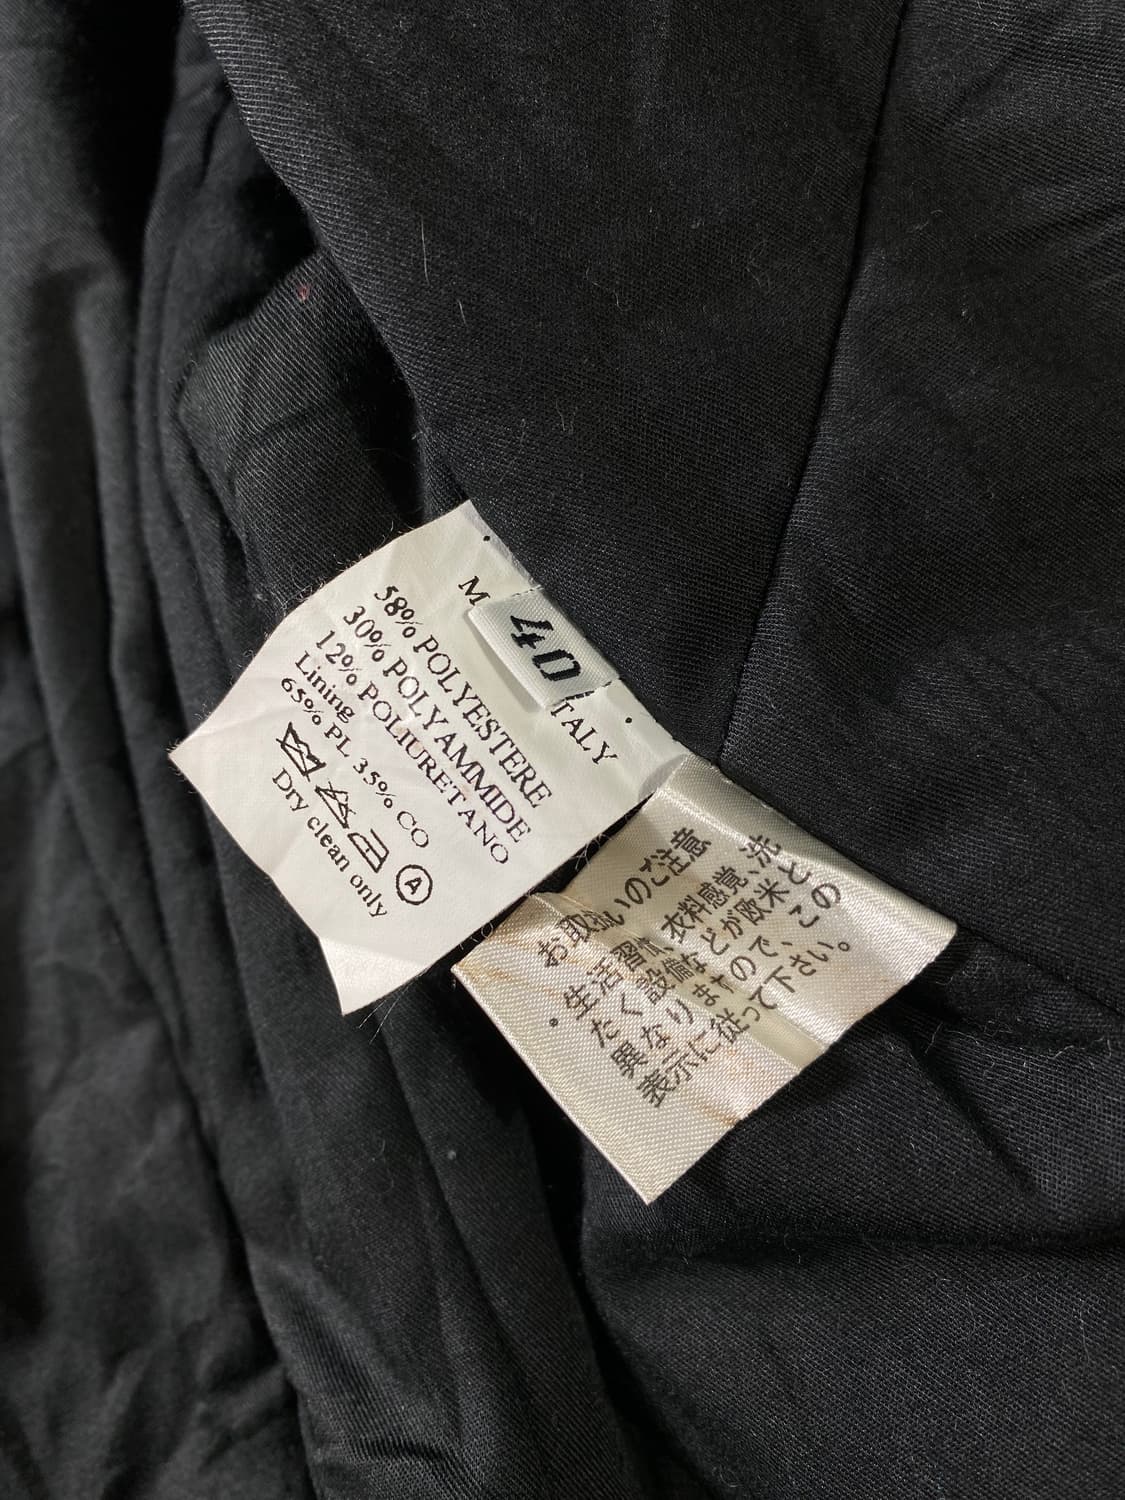 M
40
TALY
58% POLYESTERE
30% POLYAMMIDE
12% POLIURETANO
Lining
65% PL 35% CO
A
Dry clean only
お取扱いのご注意
・生活習慣、衣料感覚、洗
たく設備などが欧米と
異なりますので、この
表示に従って下さい。